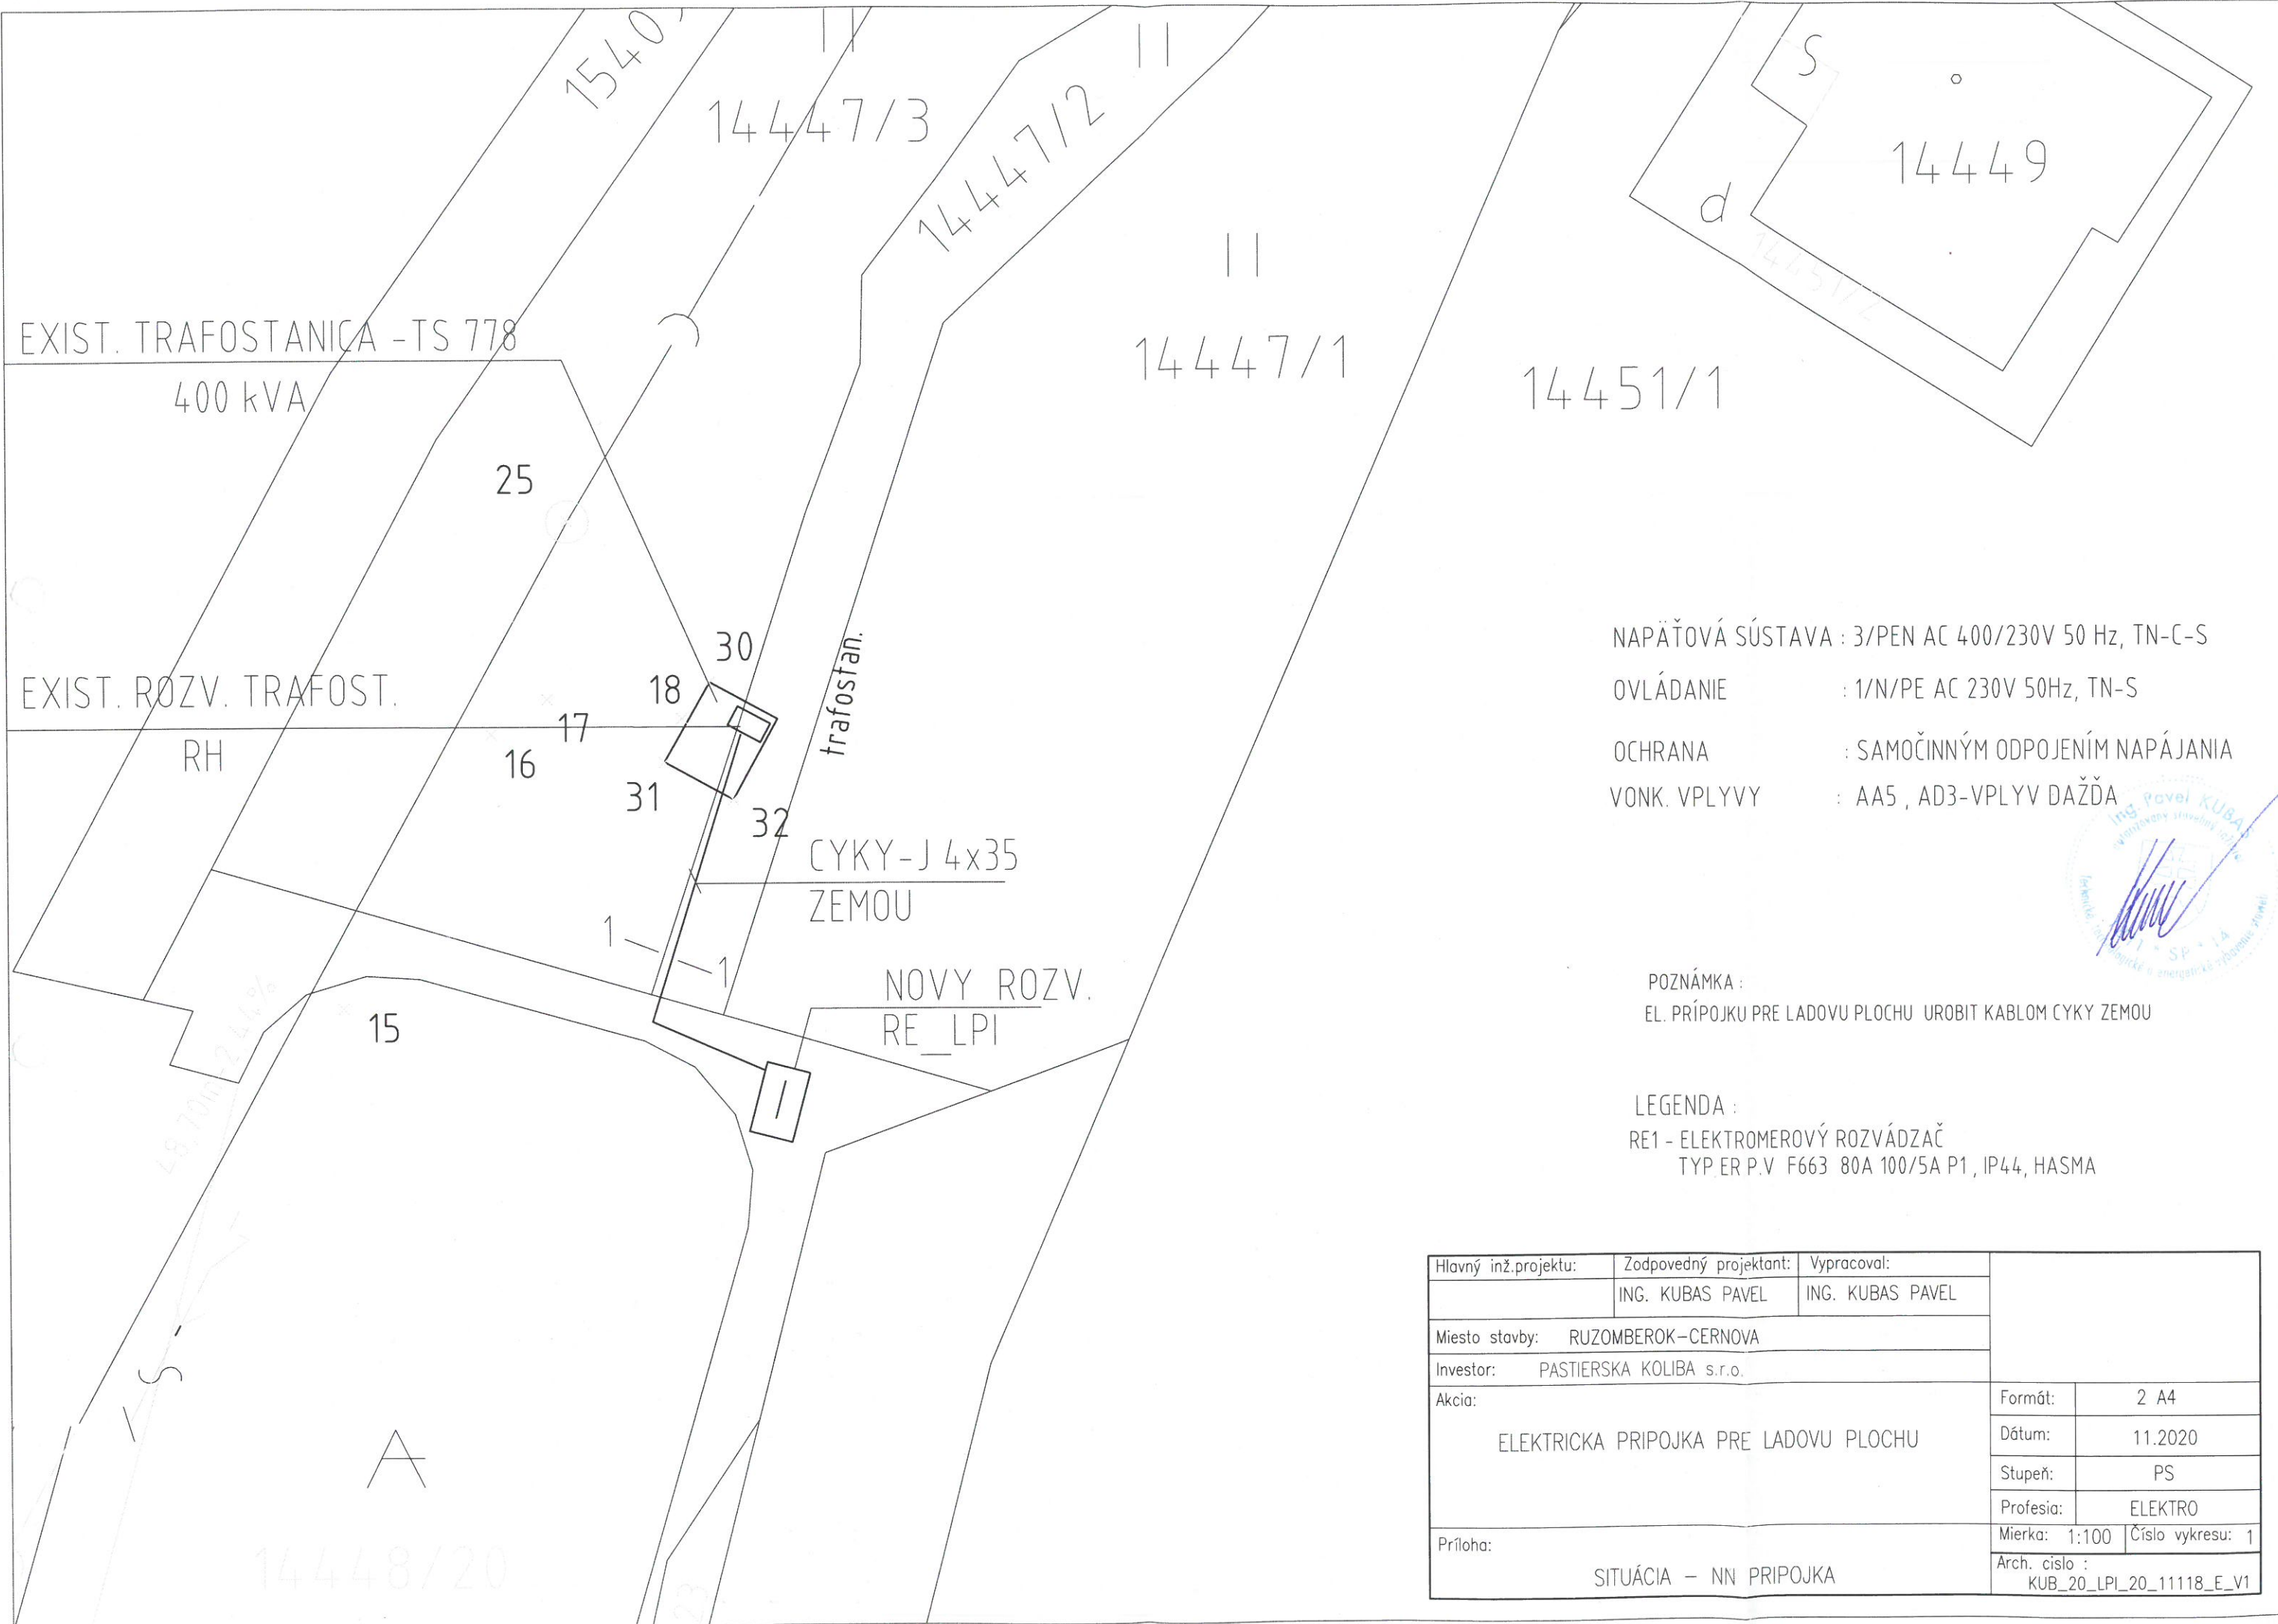 1540
14447/3
14447/2
14449
S
d
14451/2
14447/1
14451/1
EXIST. TRAFOSTANICA -TS 778
400 kVA
25
30
18
trafostan.
EXIST. ROZV. TRAFOST.
RH
17
16
31
32
CYKY-J 4x35
ZEMOU
1
1
NOVY ROZV.
RE_LPI
15
S
A
14448/20
23
NAPÄŤOVÁ SÚSTAVA : 3/PEN AC 400/230V 50 Hz, TN-C-S
OVLÁDANIE : 1/N/PE AC 230V 50Hz, TN-S
OCHRANA : SAMOČINNÝM ODPOJENÍM NAPÁJANIA
VONK. VPLYVY : AA5 , AD3-VPLYV DAŽĎA
Ing. Pavel KUBAS
POZNÁMKA :
EL. PRÍPOJKU PRE LADOVU PLOCHU UROBIT KABLOM CYKY ZEMOU
LEGENDA :
RE1 - ELEKTROMEROVÝ ROZVÁDZAČ
TYP ER P.V F663 80A 100/5A P1 , IP44, HASMA
Hlavný inž.projektu: Zodpovedný projektant: Vypracoval:
ING. KUBAS PAVEL ING. KUBAS PAVEL
Miesto stavby: RUZOMBEROK-CERNOVA
Investor: PASTIERSKA KOLIBA s.r.o.
Akcia:
ELEKTRICKA PRIPOJKA PRE LADOVU PLOCHU
Formát: 2 A4
Dátum: 11.2020
Stupeň: PS
Profesia: ELEKTRO
Mierka: 1:100 Číslo vykresu: 1
Príloha:
SITUÁCIA – NN PRIPOJKA
Arch. cislo :
KUB_20_LPI_20_11118_E_V1